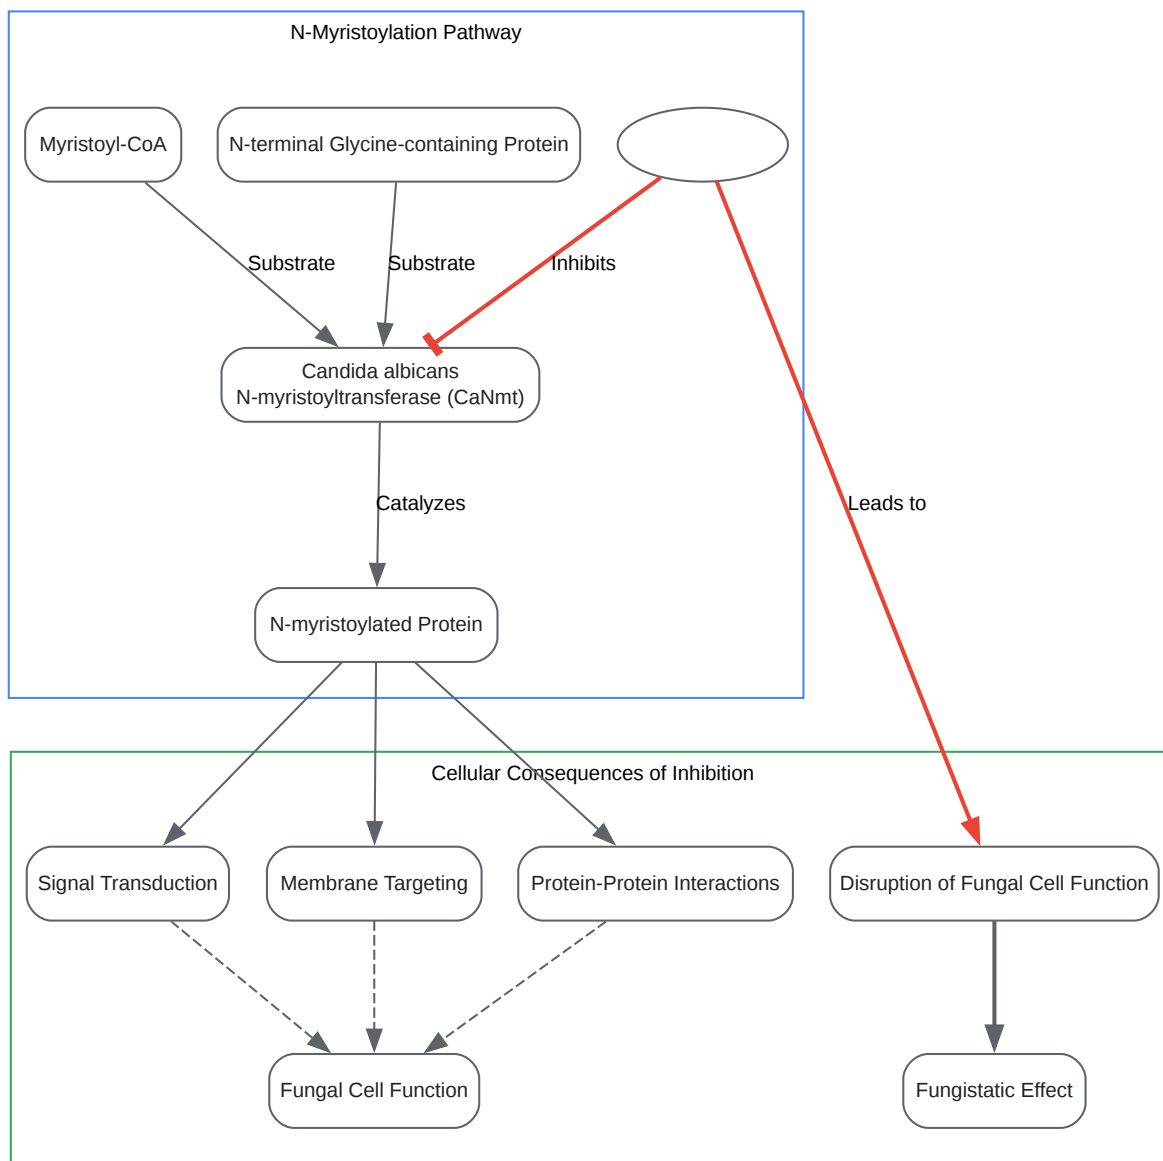 N-Myristoylation Pathway
Myristoyl-CoA
N-terminal Glycine-containing Protein
Substrate
Substrate
Inhibits
Candida albicans
N-myristoyltransferase (CaNmt)
Catalyzes
Leads to
N-myristoylated Protein
Cellular Consequences of Inhibition
Signal Transduction
Membrane Targeting
Protein-Protein Interactions
Disruption of Fungal Cell Function
Fungal Cell Function
Fungistatic Effect